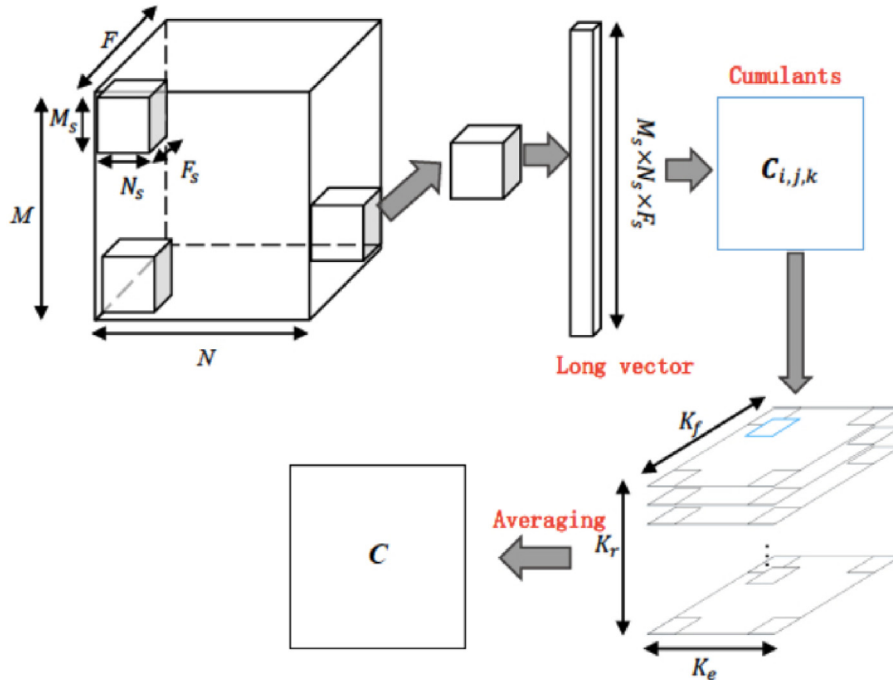 F
M_s
N_s
F_s
M
N
M_s×N_s×F_s
Long vector
Cumulants
C_{i,j,k}
K_f
K_r
K_e
Averaging
C